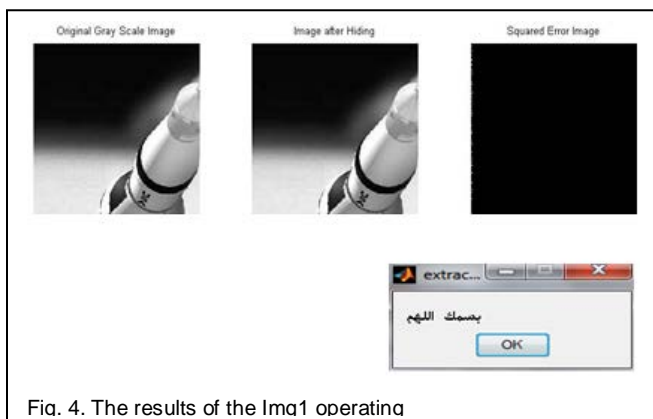 Original Gray Scale Image
Image after Hiding
Squared Error Image
extrac...
بسمك اللهم
OK
Fig. 4. The results of the Img1 operating